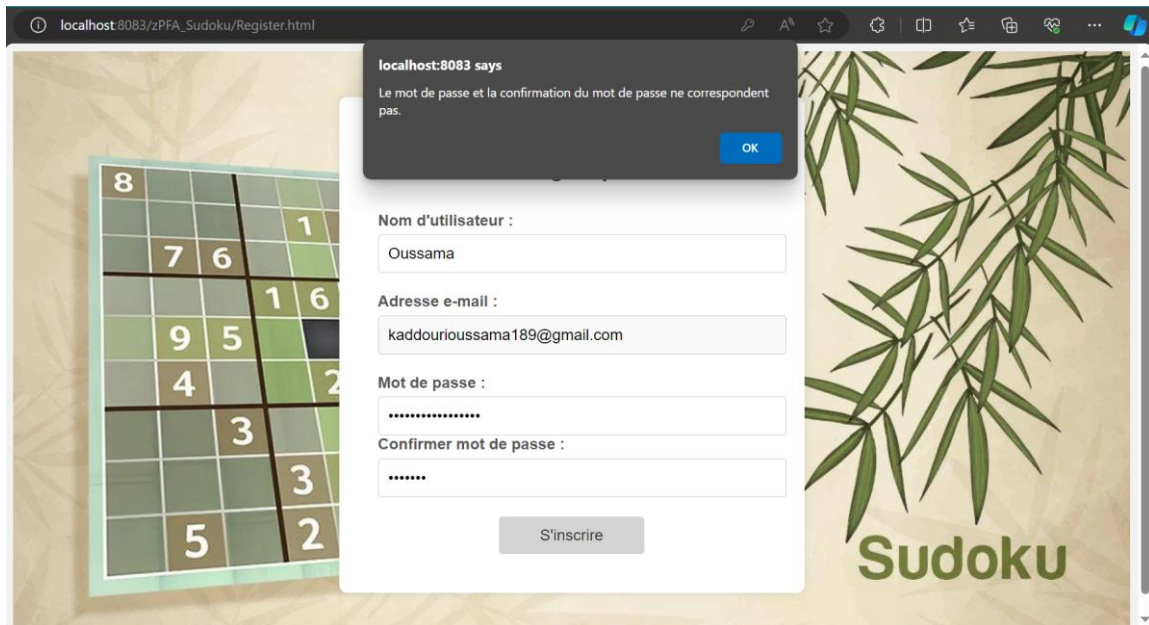 localhost:8083/zPFA_Sudoku/Register.html
localhost:8083 says
Le mot de passe et la confirmation du mot de passe ne correspondent
pas.
OK
Nom d'utilisateur :
Oussama
Adresse e-mail :
kaddourioussama189@gmail.com
Mot de passe :
•••••••••••••••••
Confirmer mot de passe :
•••••••
S'inscrire
8
1
7 6
1 6
9 5
4 2
3
3
5 2
Sudoku